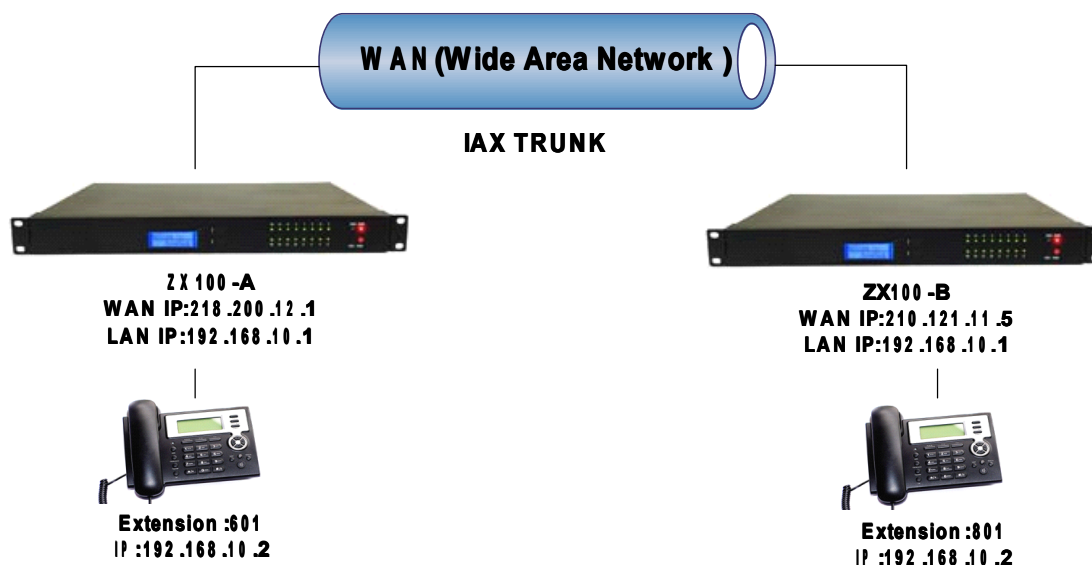 WAN (Wide Area Network )
IAX TRUNK
ZX100 -A
WAN IP:218 .200 .12 .1
LAN IP:192 .168 .10 .1
ZX100 -B
WAN IP:210 .121 .11 .5
LAN IP:192 .168 .10 .1
Extension :601
IP :192 .168 .10 .2
Extension :801
IP :192 .168 .10 .2